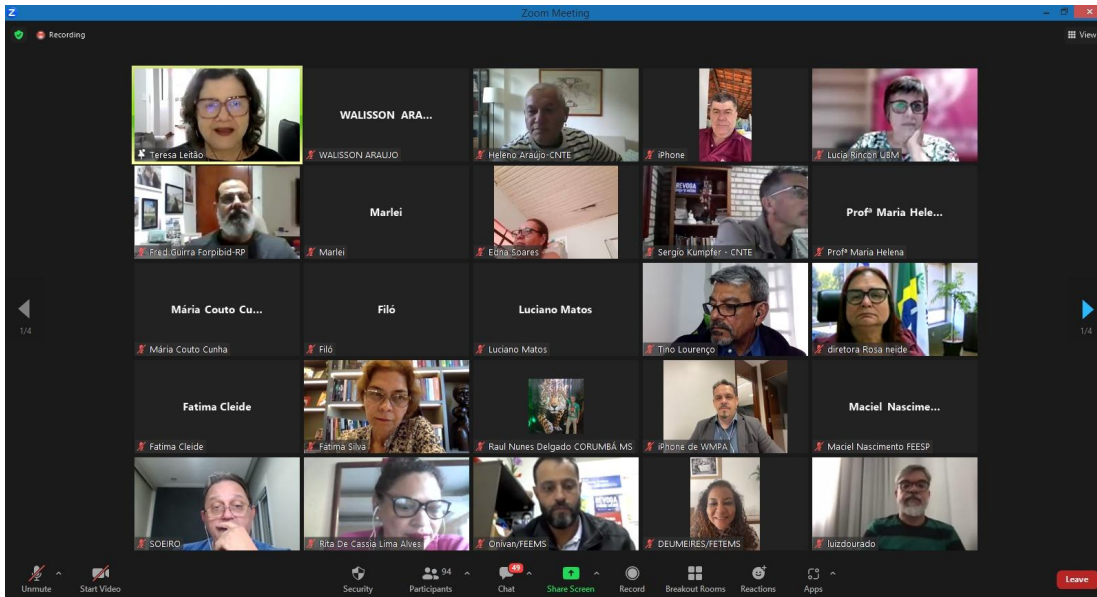 Zoom Meeting
Recording
View
Teresa Leitão
WALISSON ARA...
WALISSON ARAUJO
Heleno Araújo-CNTE
iPhone
Lucia Rincon UBM
Fred Guirra Forpibid-RP
Marlei
Marlei
Edna Soares
REVOGA
Sergio Kumpfer - CNTE
Profª Maria Hele...
Profª Maria Helena
1/4
Mária Couto Cu...
Mária Couto Cunha
Filó
Filó
Luciano Matos
Luciano Matos
Tino Lourenço
diretora Rosa neide
1/4
Fatima Cleide
Fatima Cleide
Fátima Silva
Raul Nunes Delgado CORUMBÁ MS
iPhone de WMPA
Maciel Nascime...
Maciel Nascimento FEESP
SOEIRO
Rita De Cassia Lima Alves
REVOGA
Onivan/FEEMS
DEUMEIRES/FETEMS
luizdourado
Unmute
Start Video
Security
94
Participants
49
Chat
Share Screen
Record
Breakout Rooms
Reactions
Apps
Leave